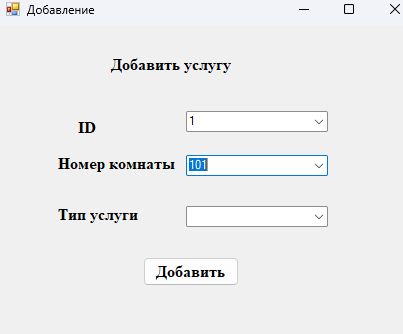 Добавление
Добавить услугу
ID
1
Номер комнаты
101
Тип услуги
Добавить